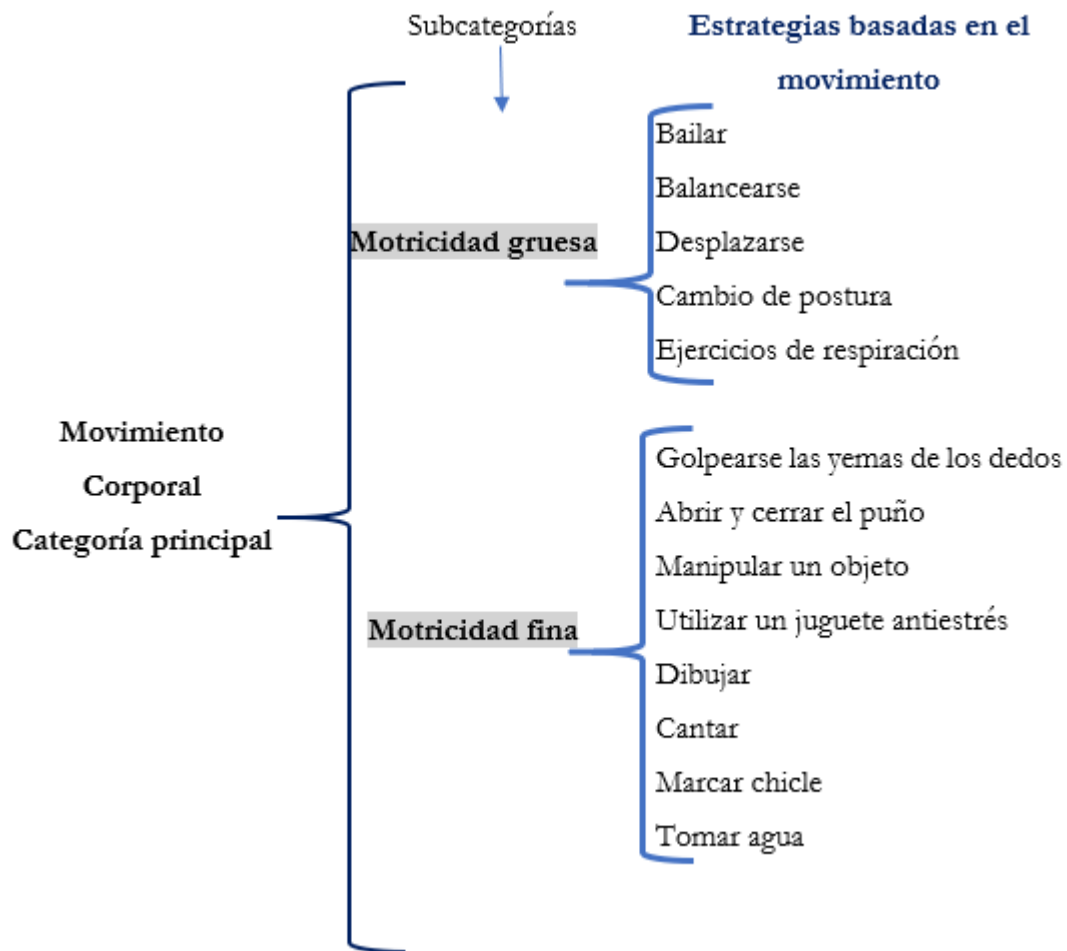 Subcategorías
Estrategias basadas en el
movimiento
Motricidad gruesa
Bailar
Balancearse
Desplazarse
Cambio de postura
Ejercicios de respiración
Movimiento
Corporal
Categoría principal
Motricidad fina
Golpearse las yemas de los dedos
Abrir y cerrar el puño
Manipular un objeto
Utilizar un juguete antiestrés
Dibujar
Cantar
Marcar chicle
Tomar agua